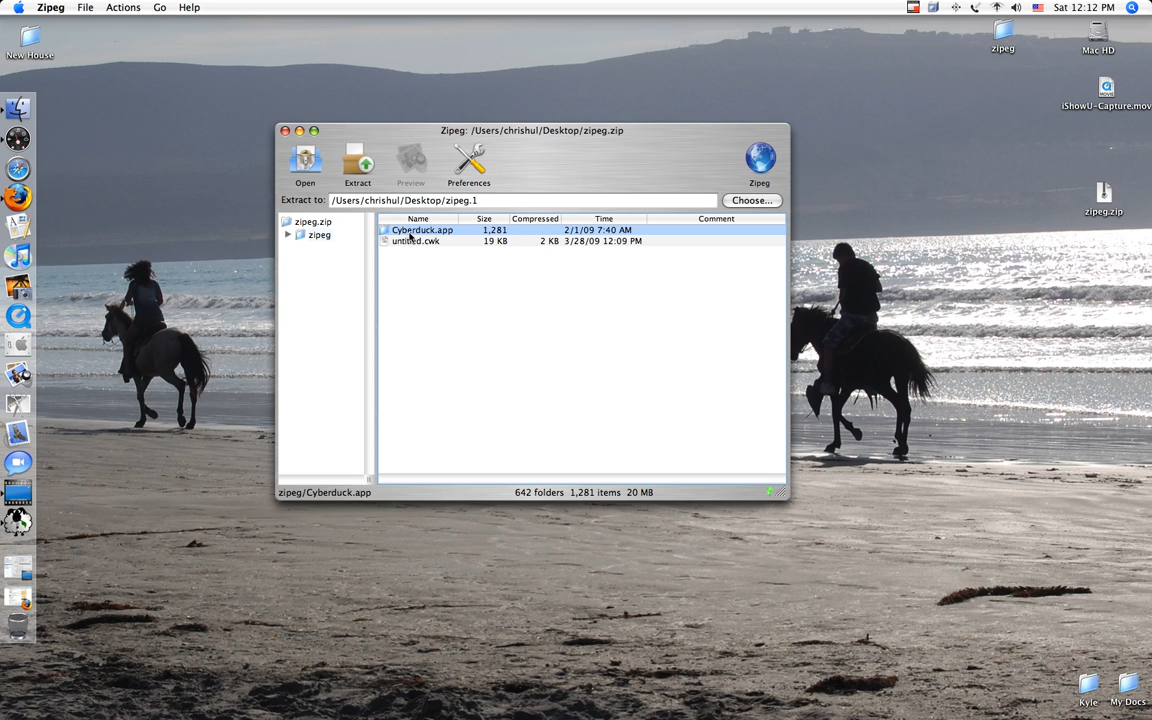 Zipeg File Actions Go Help Sat 12:12 PM
New House
zipeg
Mac HD
iShowU-Capture.mov
zipeg.zip
Zipeg: /Users/chrishul/Desktop/zipeg.zip
Open Extract Preview Preferences Zipeg
Extract to: /Users/chrishul/Desktop/zipeg.1 Choose...
zipeg.zip
zipeg
Name Size Compressed Time Comment
Cyberduck.app 1,281 2/1/09 7:40 AM
untitled.cwk 19 KB 2 KB 3/28/09 12:09 PM
zipeg/Cyberduck.app 642 folders 1,281 items 20 MB
Kyle
My Docs